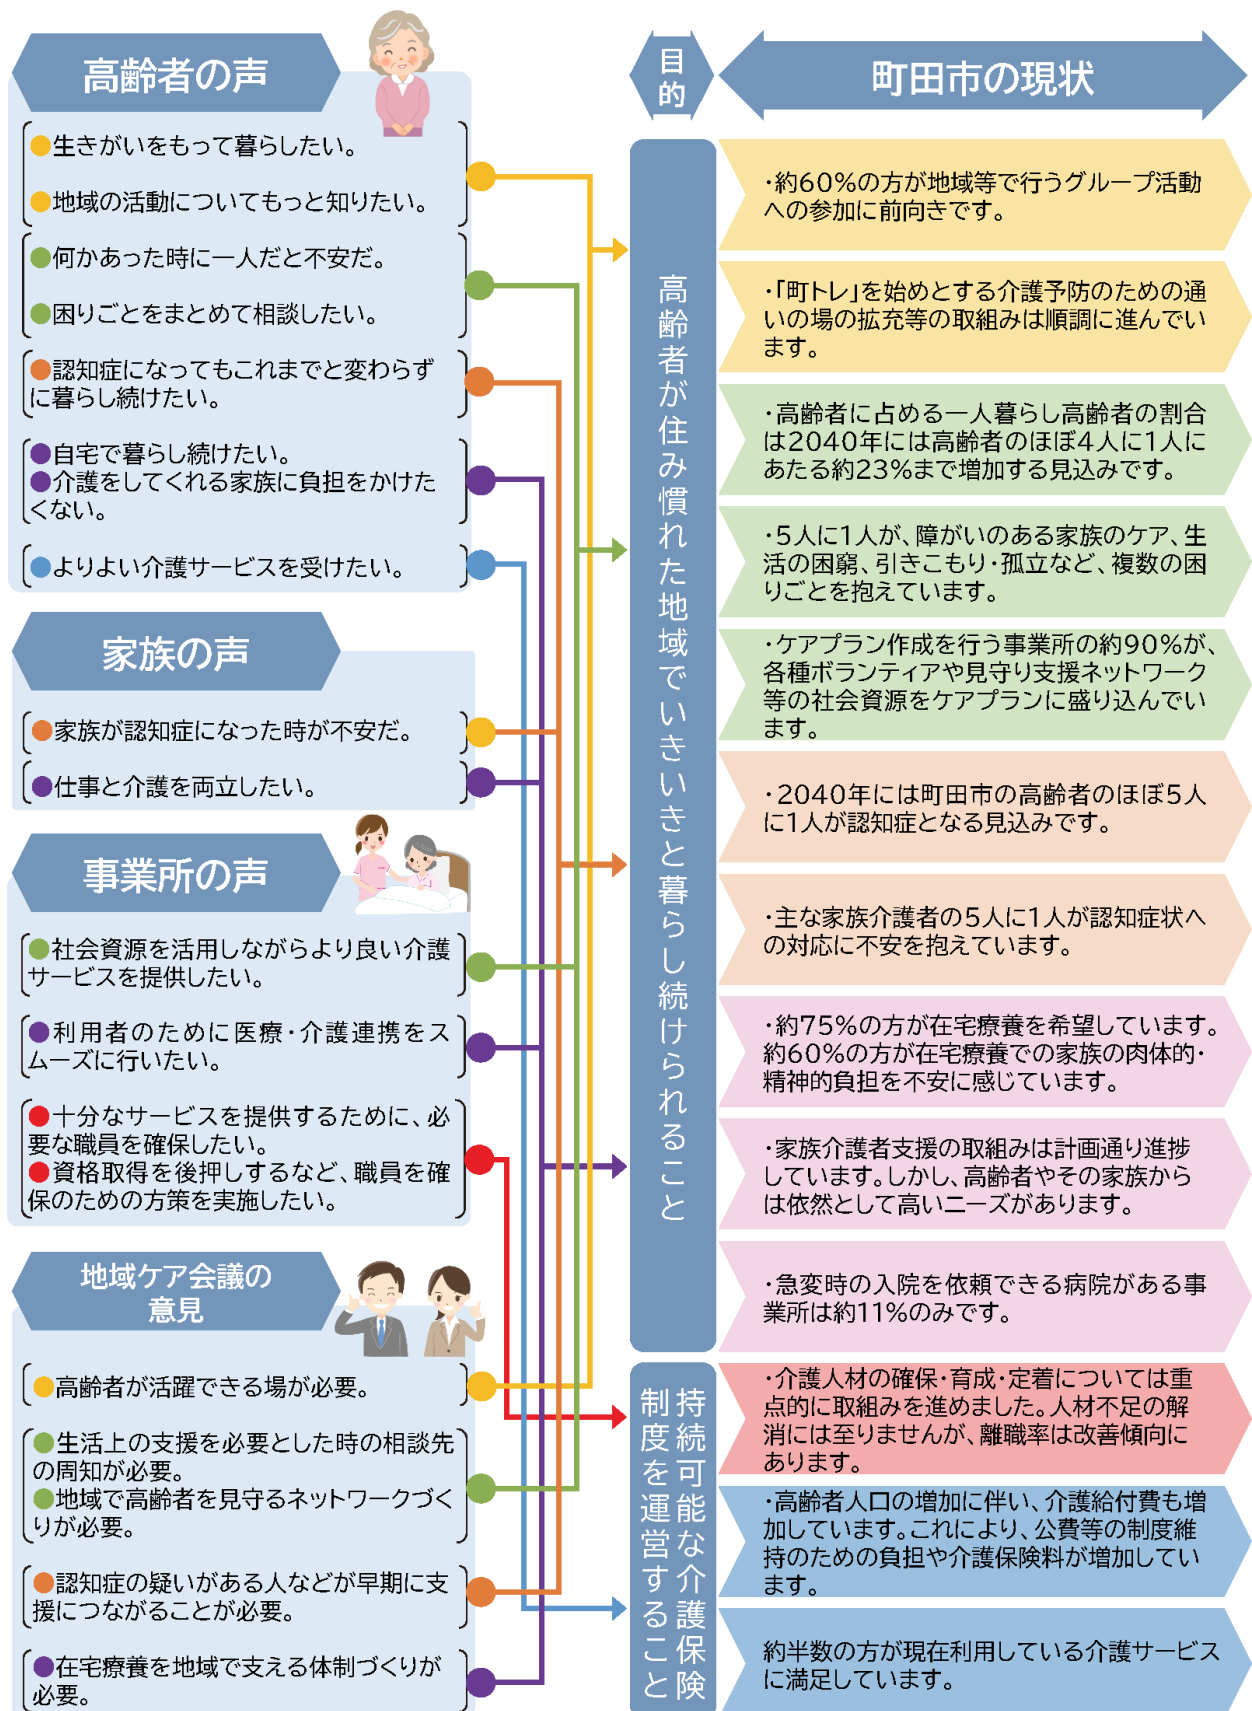 高齢者の声
●生きがいをもって暮らしたい。
●地域の活動についてもっと知りたい。
●何かあった時に一人だと不安だ。
●困りごとをまとめて相談したい。
●認知症になってもこれまでと変わらず
に暮らし続けたい。
●自宅で暮らし続けたい。
●介護をしてくれる家族に負担をかけた
くない。
●よりよい介護サービスを受けたい。
家族の声
●家族が認知症になった時が不安だ。
●仕事と介護を両立したい。
事業所の声
●社会資源を活用しながらより良い介護
サービスを提供したい。
●利用者のために医療・介護連携をス
ムーズに行いたい。
●十分なサービスを提供するために、必
要な職員を確保したい。
●資格取得を後押しするなど、職員を確
保のための方策を実施したい。
地域ケア会議の
意見
●高齢者が活躍できる場が必要。
●生活上の支援を必要とした時の相談先
の周知が必要。
●地域で高齢者を見守るネットワークづく
りが必要。
●認知症の疑いがある人などが早期に支
援につながることが必要。
●在宅療養を地域で支える体制づくりが
必要。
目的
高齢者が住み慣れた地域でいきいきと暮らし続けられること
持続可能な介護保険
制度を運営すること
町田市の現状
・約60%の方が地域等で行うグループ活動
への参加に前向きです。
・「町トレ」を始めとする介護予防のための通
いの場の拡充等の取組みは順調に進んでい
ます。
・高齢者に占める一人暮らし高齢者の割合
は2040年には高齢者のほぼ4人に1人に
あたる約23%まで増加する見込みです。
・5人に1人が、障がいのある家族のケア、生
活の困窮、引きこもり・孤立など、複数の困
りごとを抱えています。
・ケアプラン作成を行う事業所の約90%が、
各種ボランティアや見守り支援ネットワーク
等の社会資源をケアプランに盛り込んでい
ます。
・2040年には町田市の高齢者のほぼ5人
に1人が認知症となる見込みです。
・主な家族介護者の5人に1人が認知症状へ
の対応に不安を抱えています。
・約75%の方が在宅療養を希望しています。
約60%の方が在宅療養での家族の肉体的・
精神的負担を不安に感じています。
・家族介護者支援の取組みは計画通り進捗
しています。しかし、高齢者やその家族から
は依然として高いニーズがあります。
・急変時の入院を依頼できる病院がある事
業所は約11%のみです。
・介護人材の確保・育成・定着については重
点的に取組みを進めました。人材不足の解
消には至りませんが、離職率は改善傾向に
あります。
・高齢者人口の増加に伴い、介護給付費も増
加しています。これにより、公費等の制度維
持のための負担や介護保険料が増加してい
ます。
約半数の方が現在利用している介護サービス
に満足しています。